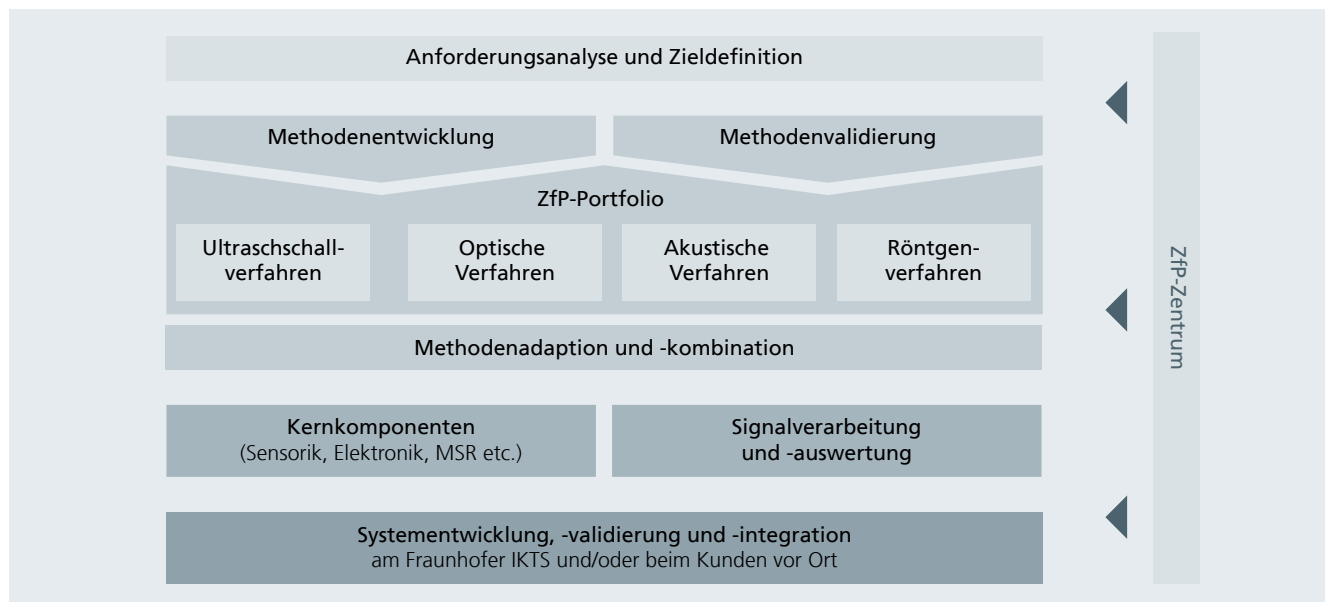 Anforderungsanalyse und Zieldefinition
Methodenentwicklung
Methodenvalidierung
ZfP-Portfolio
Ultraschschall-
verfahren
Optische
Verfahren
Akustische
Verfahren
Röntgen-
verfahren
Methodenadaption und -kombination
Kernkomponenten
(Sensorik, Elektronik, MSR etc.)
Signalverarbeitung
und -auswertung
Systementwicklung, -validierung und -integration
am Fraunhofer IKTS und/oder beim Kunden vor Ort
ZfP-Zentrum